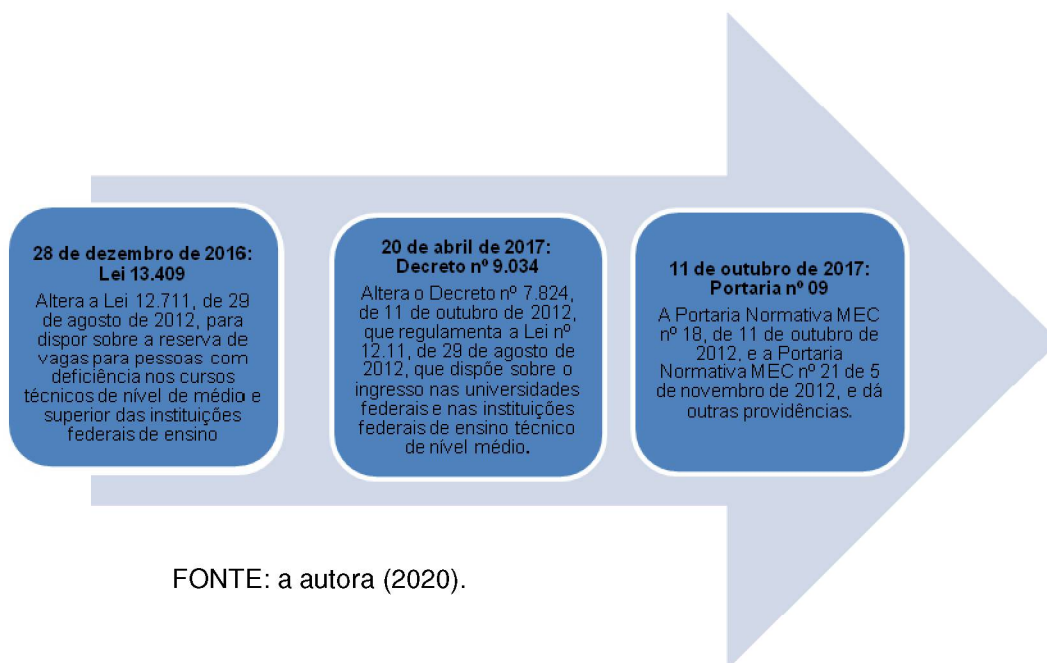 28 de dezembro de 2016:
Lei 13.409
Altera a Lei 12.711, de 29
de agosto de 2012, para
dispor sobre a reserva de
vagas para pessoas com
deficiência nos cursos
técnicos de nível de médio e
superior das instituições
federais de ensino
20 de abril de 2017:
Decreto nº 9.034
Altera o Decreto nº 7.824,
de 11 de outubro de 2012,
que regulamenta a Lei nº
12.11, de 29 de agosto de
2012, que dispõe sobre o
ingresso nas universidades
federais e nas instituições
federais de ensino técnico
de nível médio.
11 de outubro de 2017:
Portaria nº 09
A Portaria Normativa MEC
nº 18, de 11 de outubro de
2012, e a Portaria
Normativa MEC nº 21 de 5
de novembro de 2012, e dá
outras providências.
FONTE: a autora (2020).